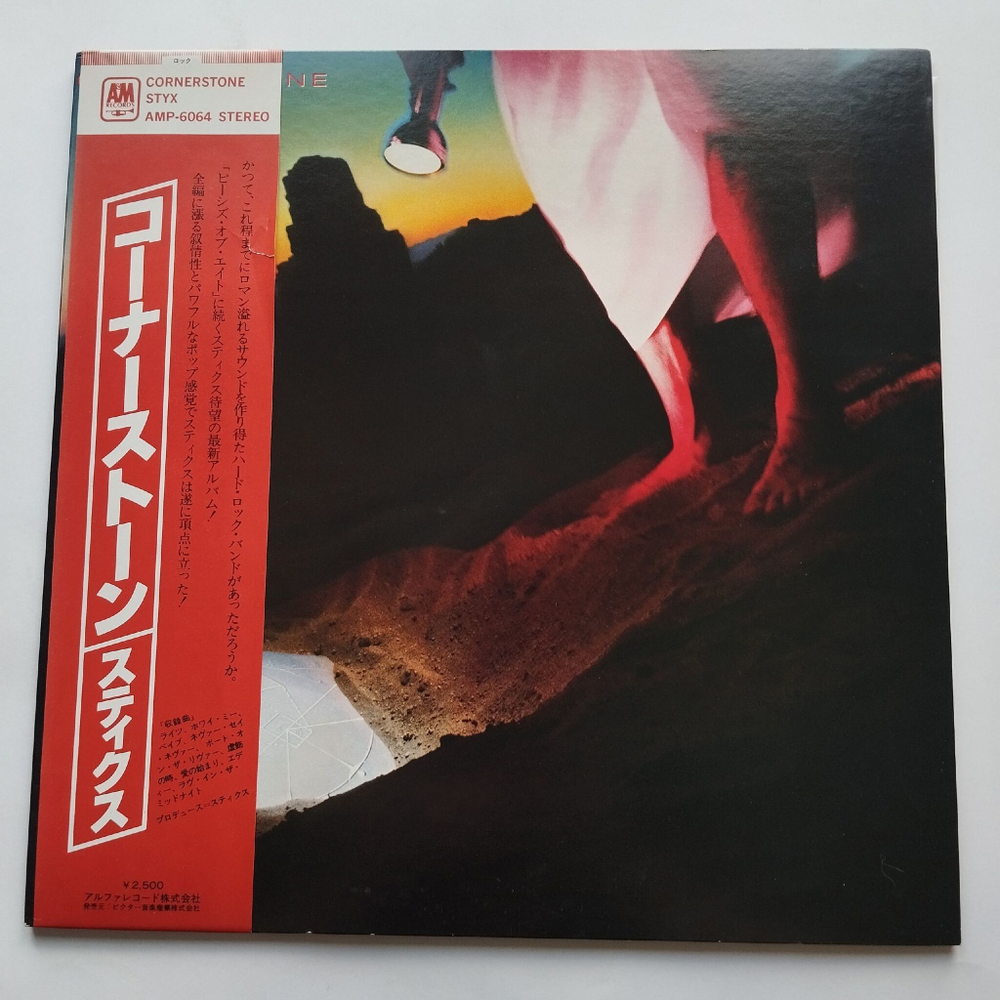 ロック
A&M
RECORDS
CORNERSTONE
STYX
AMP-6064 STEREO
NE
コーナーストーン
スティクス
かつて、これ程までにロマン溢れるサウンドを作り得たハード・ロック・バンドがあっただろうか。
「ピーシズ・オブ・エイト」に続くスティクス待望の最新アルバム!
全編に漲る叙情性とパワフルなポップ感覚でスティクスは遂に頂点に立った!
「収録曲」
ライツ、ホワイ・ミー、
ベイブ、ネヴァー・セイ
・ネヴァー、ボート・オ
ン・ザ・リヴァー、虚飾
の時、愛の始まり、エデ
ィー、ラヴ・イン・ザ・
ミッドナイト
プロデュース=スティクス
¥2,500
アルファレコード株式会社
発売元:ビクター音楽産業株式会社